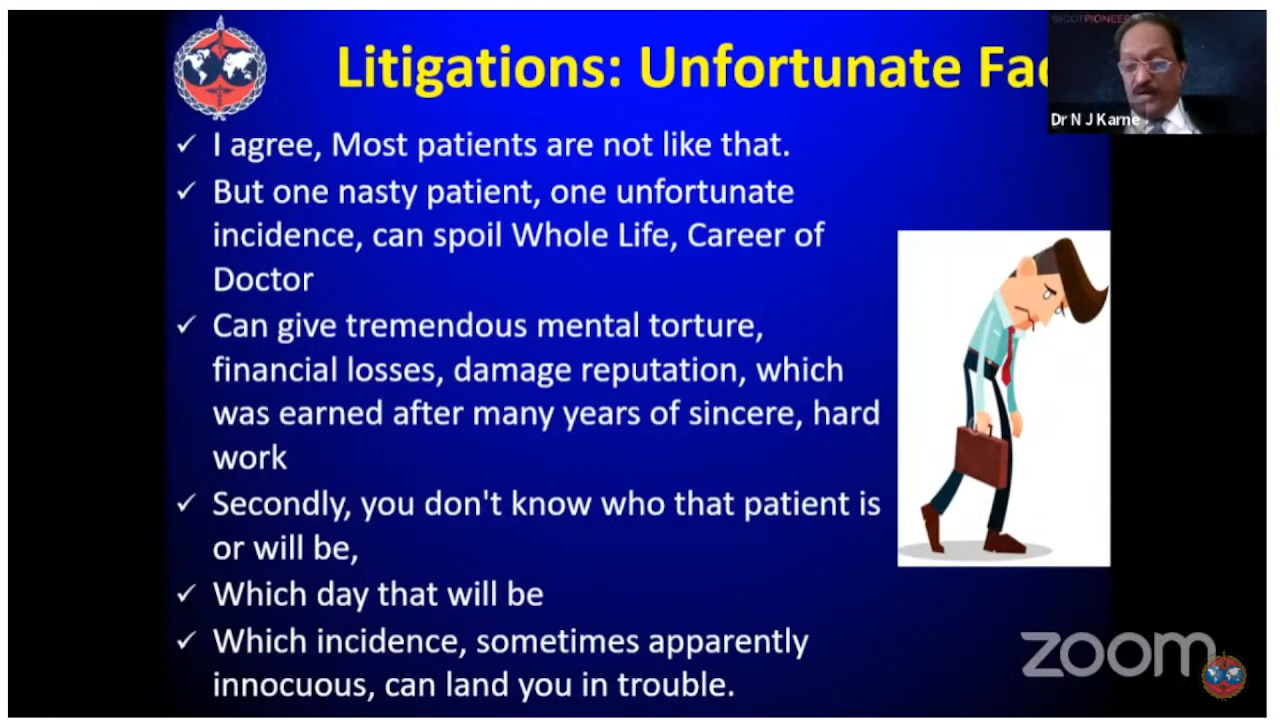 Litigations: Unfortunate Fac
SICOTPIONEER
Dr N J Karne
✓ I agree, Most patients are not like that.
✓ But one nasty patient, one unfortunate
incidence, can spoil Whole Life, Career of
Doctor
✓ Can give tremendous mental torture,
financial losses, damage reputation, which
was earned after many years of sincere, hard
work
✓ Secondly, you don't know who that patient is
or will be,
✓ Which day that will be
✓ Which incidence, sometimes apparently
innocuous, can land you in trouble.
zoom